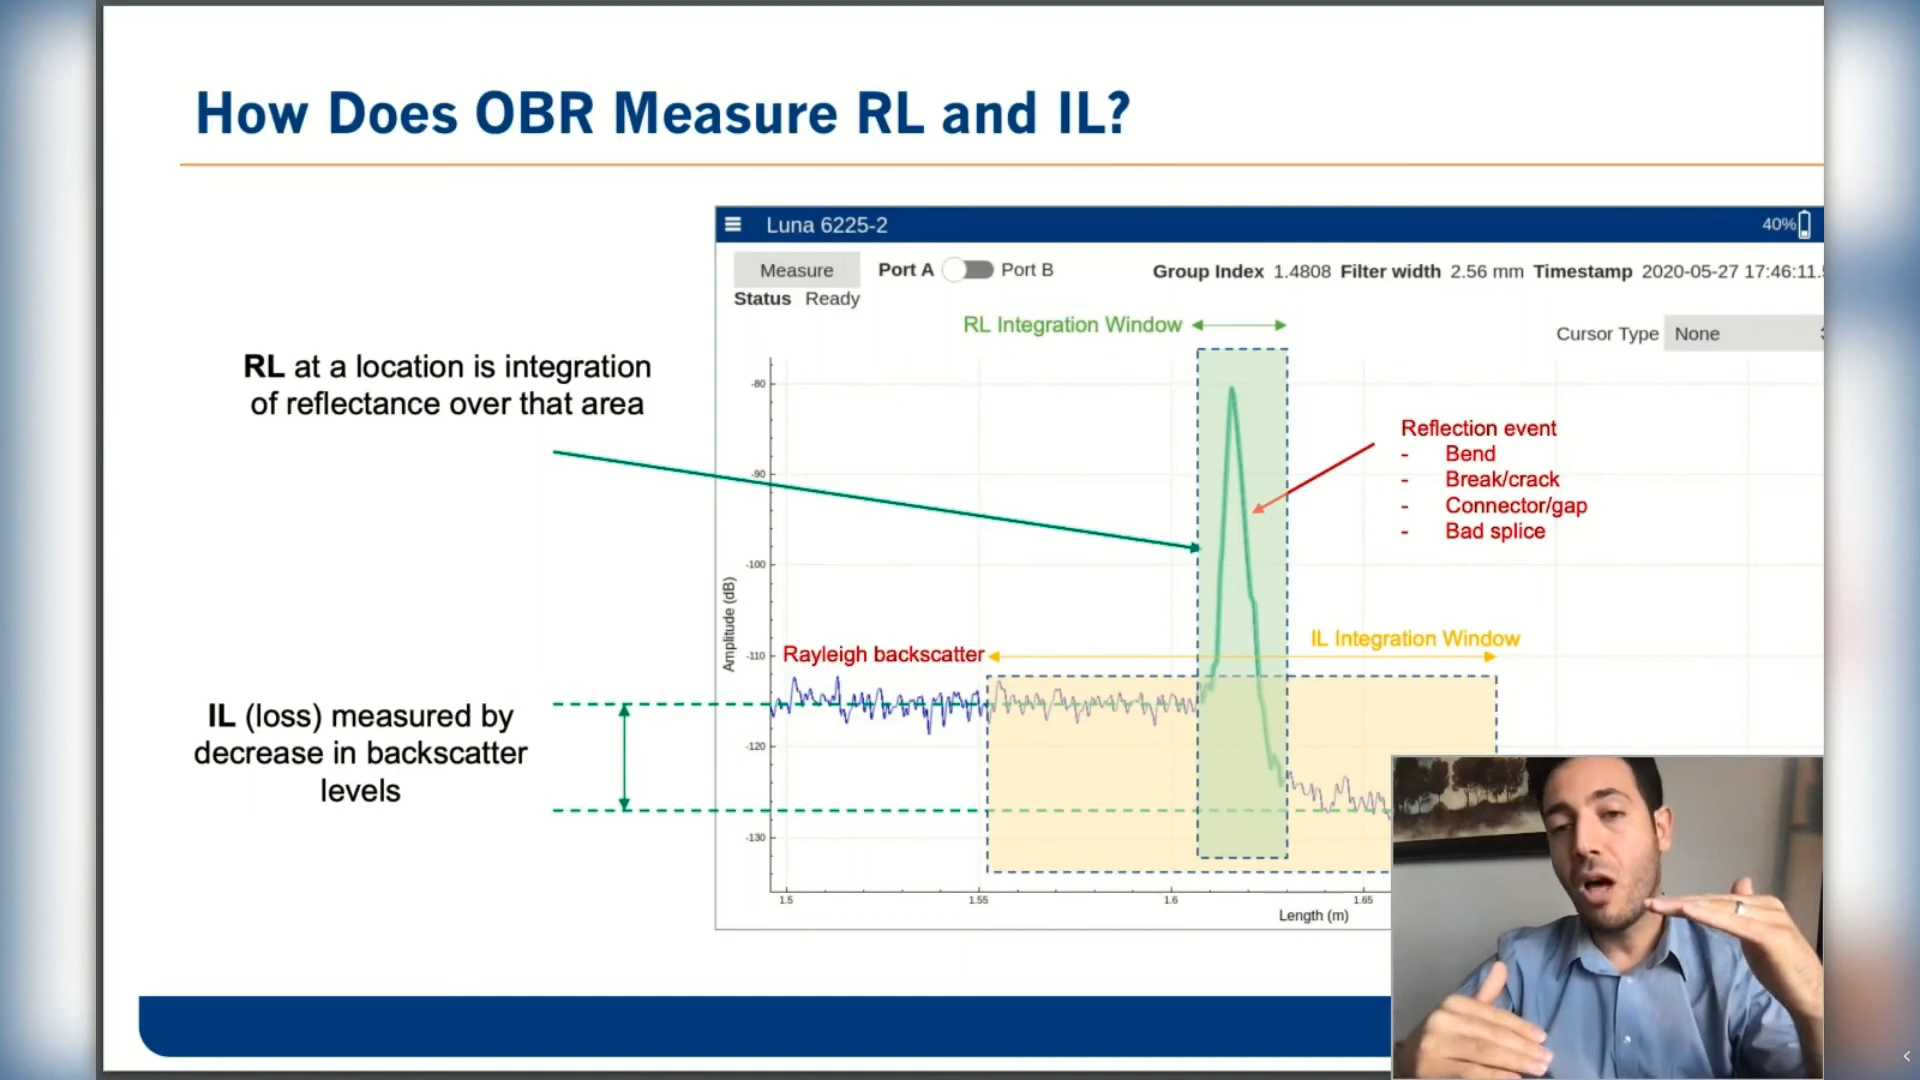 How Does OBR Measure RL and IL?
Luna 6225-2
40%
Measure
Port A
Port B
Group Index 1.4808 Filter width 2.56 mm Timestamp 2020-05-27 17:46:11.
Status Ready
RL Integration Window
Cursor Type None
RL at a location is integration
of reflectance over that area
-80
Reflection event
- Bend
-90
- Break/crack
- Connector/gap
- Bad splice
-100
Amplitude (dB)
IL Integration Window
-110
Rayleigh backscatter
IL (loss) measured by
decrease in backscatter
levels
-120
-130
1.5
1.55
1.6
1.65
Length (m)